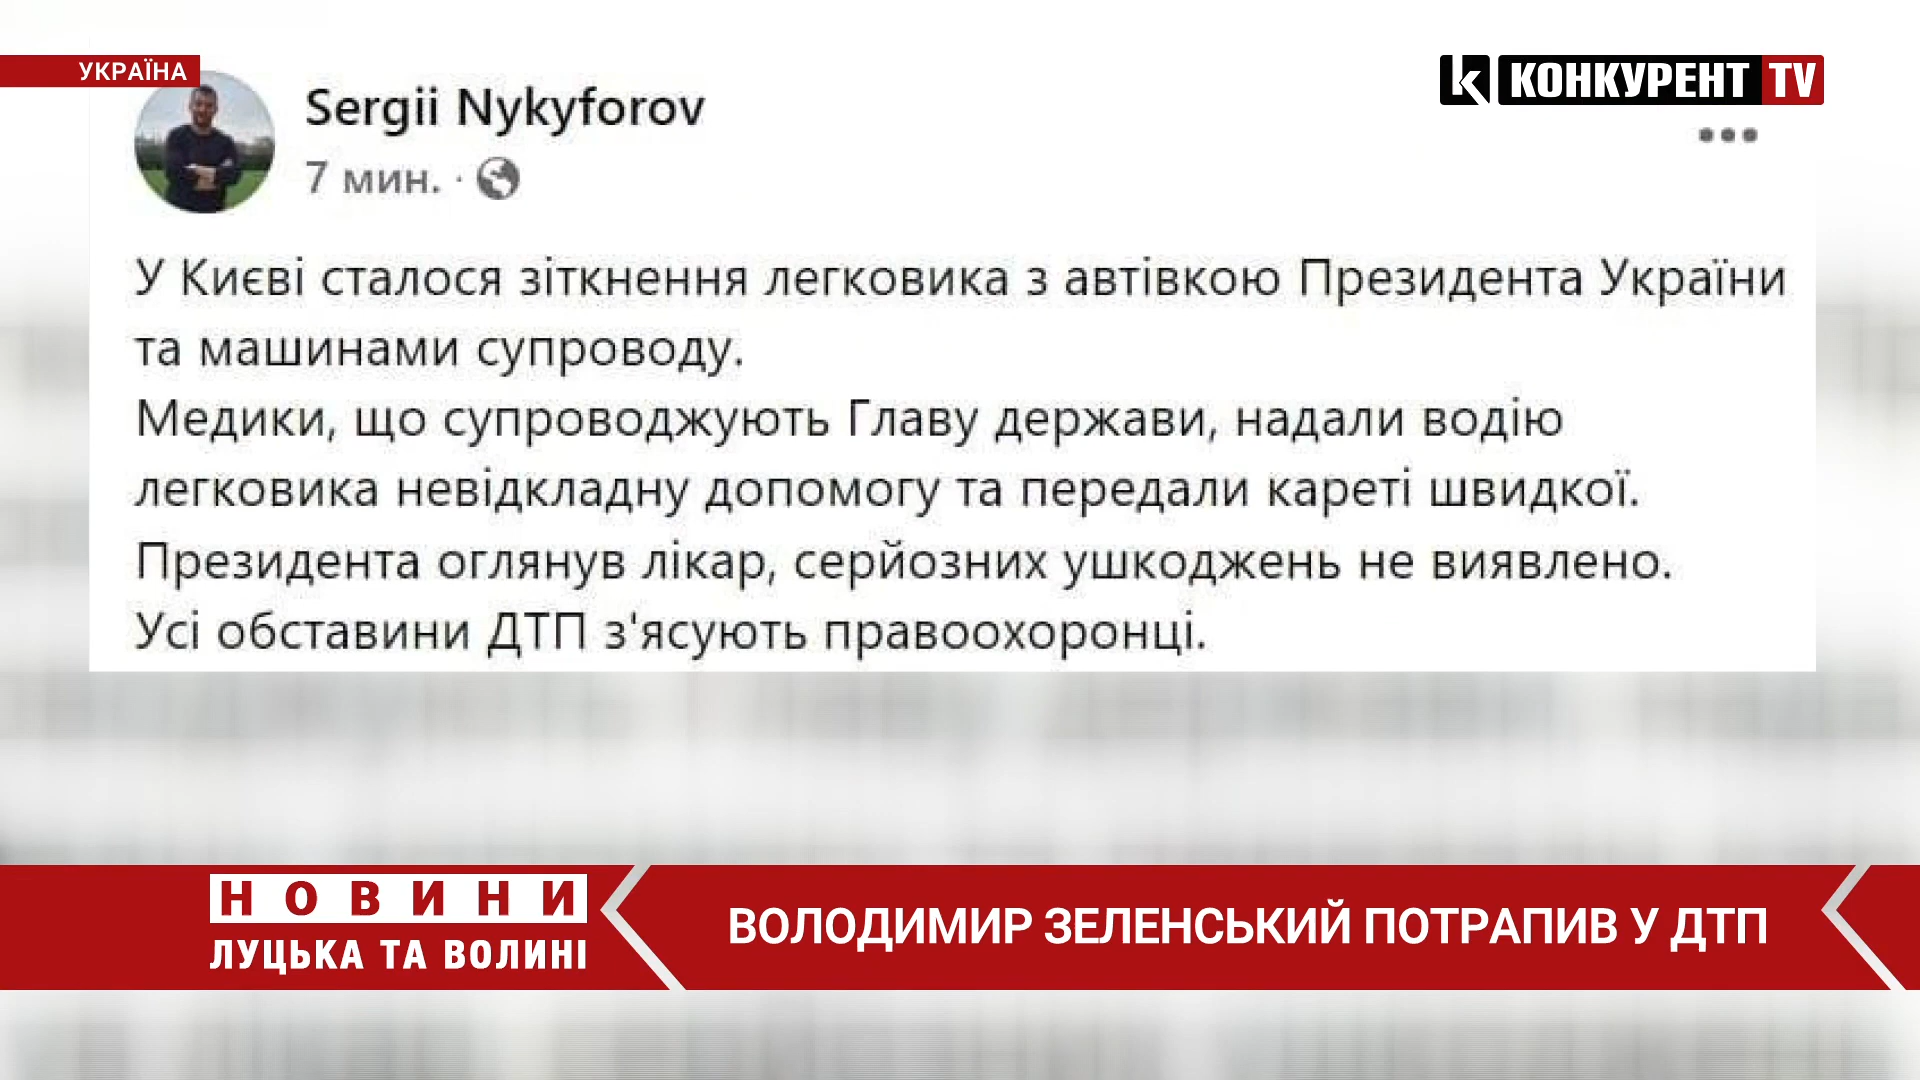 УКРАЇНА
КОНКУРЕНТ TV
Sergii Nykyforov
7 мин. ·
У Києві сталося зіткнення легковика з автівкою Президента України
та машинами супроводу.
Медики, що супроводжують Главу держави, надали водію
легковика невідкладну допомогу та передали кареті швидкої.
Президента оглянув лікар, серйозних ушкоджень не виявлено.
Усі обставини ДТП з'ясують правоохоронці.
НОВИНИ
ЛУЦЬКА ТА ВОЛИНІ
ВОЛОДИМИР ЗЕЛЕНСЬКИЙ ПОТРАПИВ У ДТП